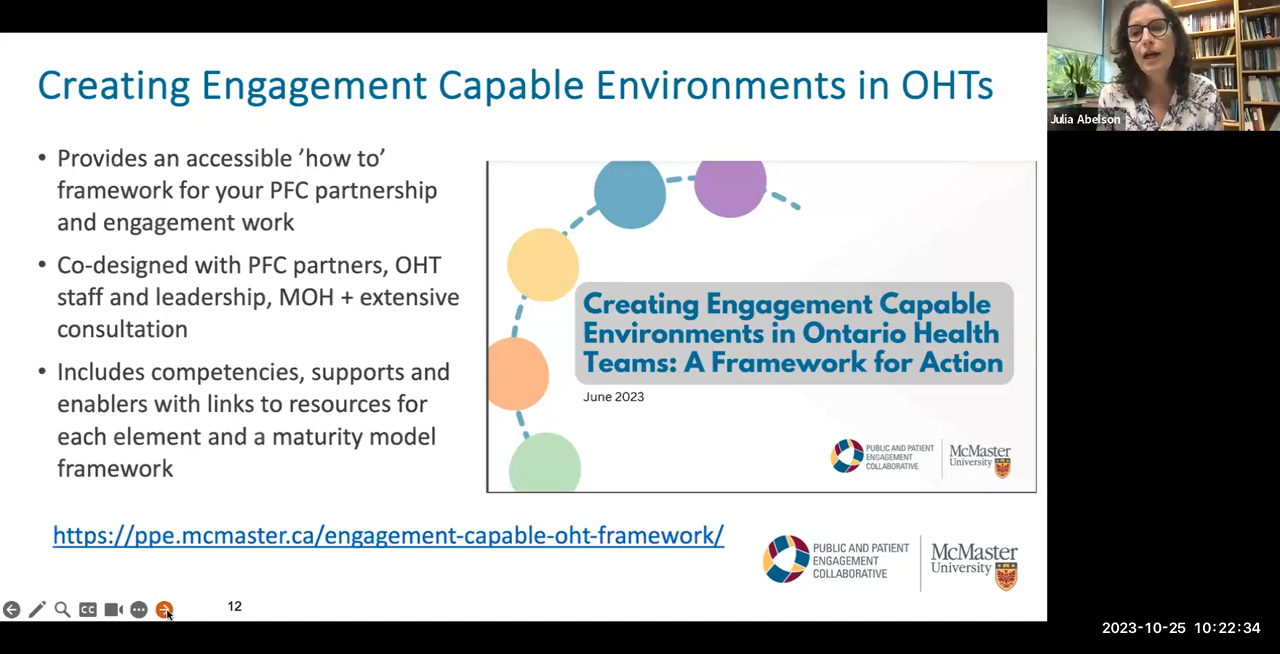 Creating Engagement Capable Environments in OHTs
• Provides an accessible ’how to’
framework for your PFC partnership
and engagement work
• Co-designed with PFC partners, OHT
staff and leadership, MOH + extensive
consultation
• Includes competencies, supports and
enablers with links to resources for
each element and a maturity model
framework
Creating Engagement Capable
Environments in Ontario Health
Teams: A Framework for Action
June 2023
PUBLIC AND PATIENT
ENGAGEMENT
COLLABORATIVE
McMaster
University
https://ppe.mcmaster.ca/engagement-capable-oht-framework/
PUBLIC AND PATIENT
ENGAGEMENT
COLLABORATIVE
McMaster
University
CC
12
Julia Abelson
2023-10-25 10:22:34